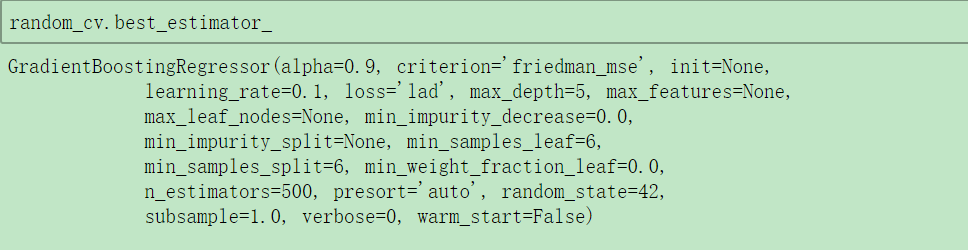 random_cv.best_estimator_
GradientBoostingRegressor(alpha=0.9, criterion='friedman_mse', init=None,
learning_rate=0.1, loss='lad', max_depth=5, max_features=None,
max_leaf_nodes=None, min_impurity_decrease=0.0,
min_impurity_split=None, min_samples_leaf=6,
min_samples_split=6, min_weight_fraction_leaf=0.0,
n_estimators=500, presort='auto', random_state=42,
subsample=1.0, verbose=0, warm_start=False)